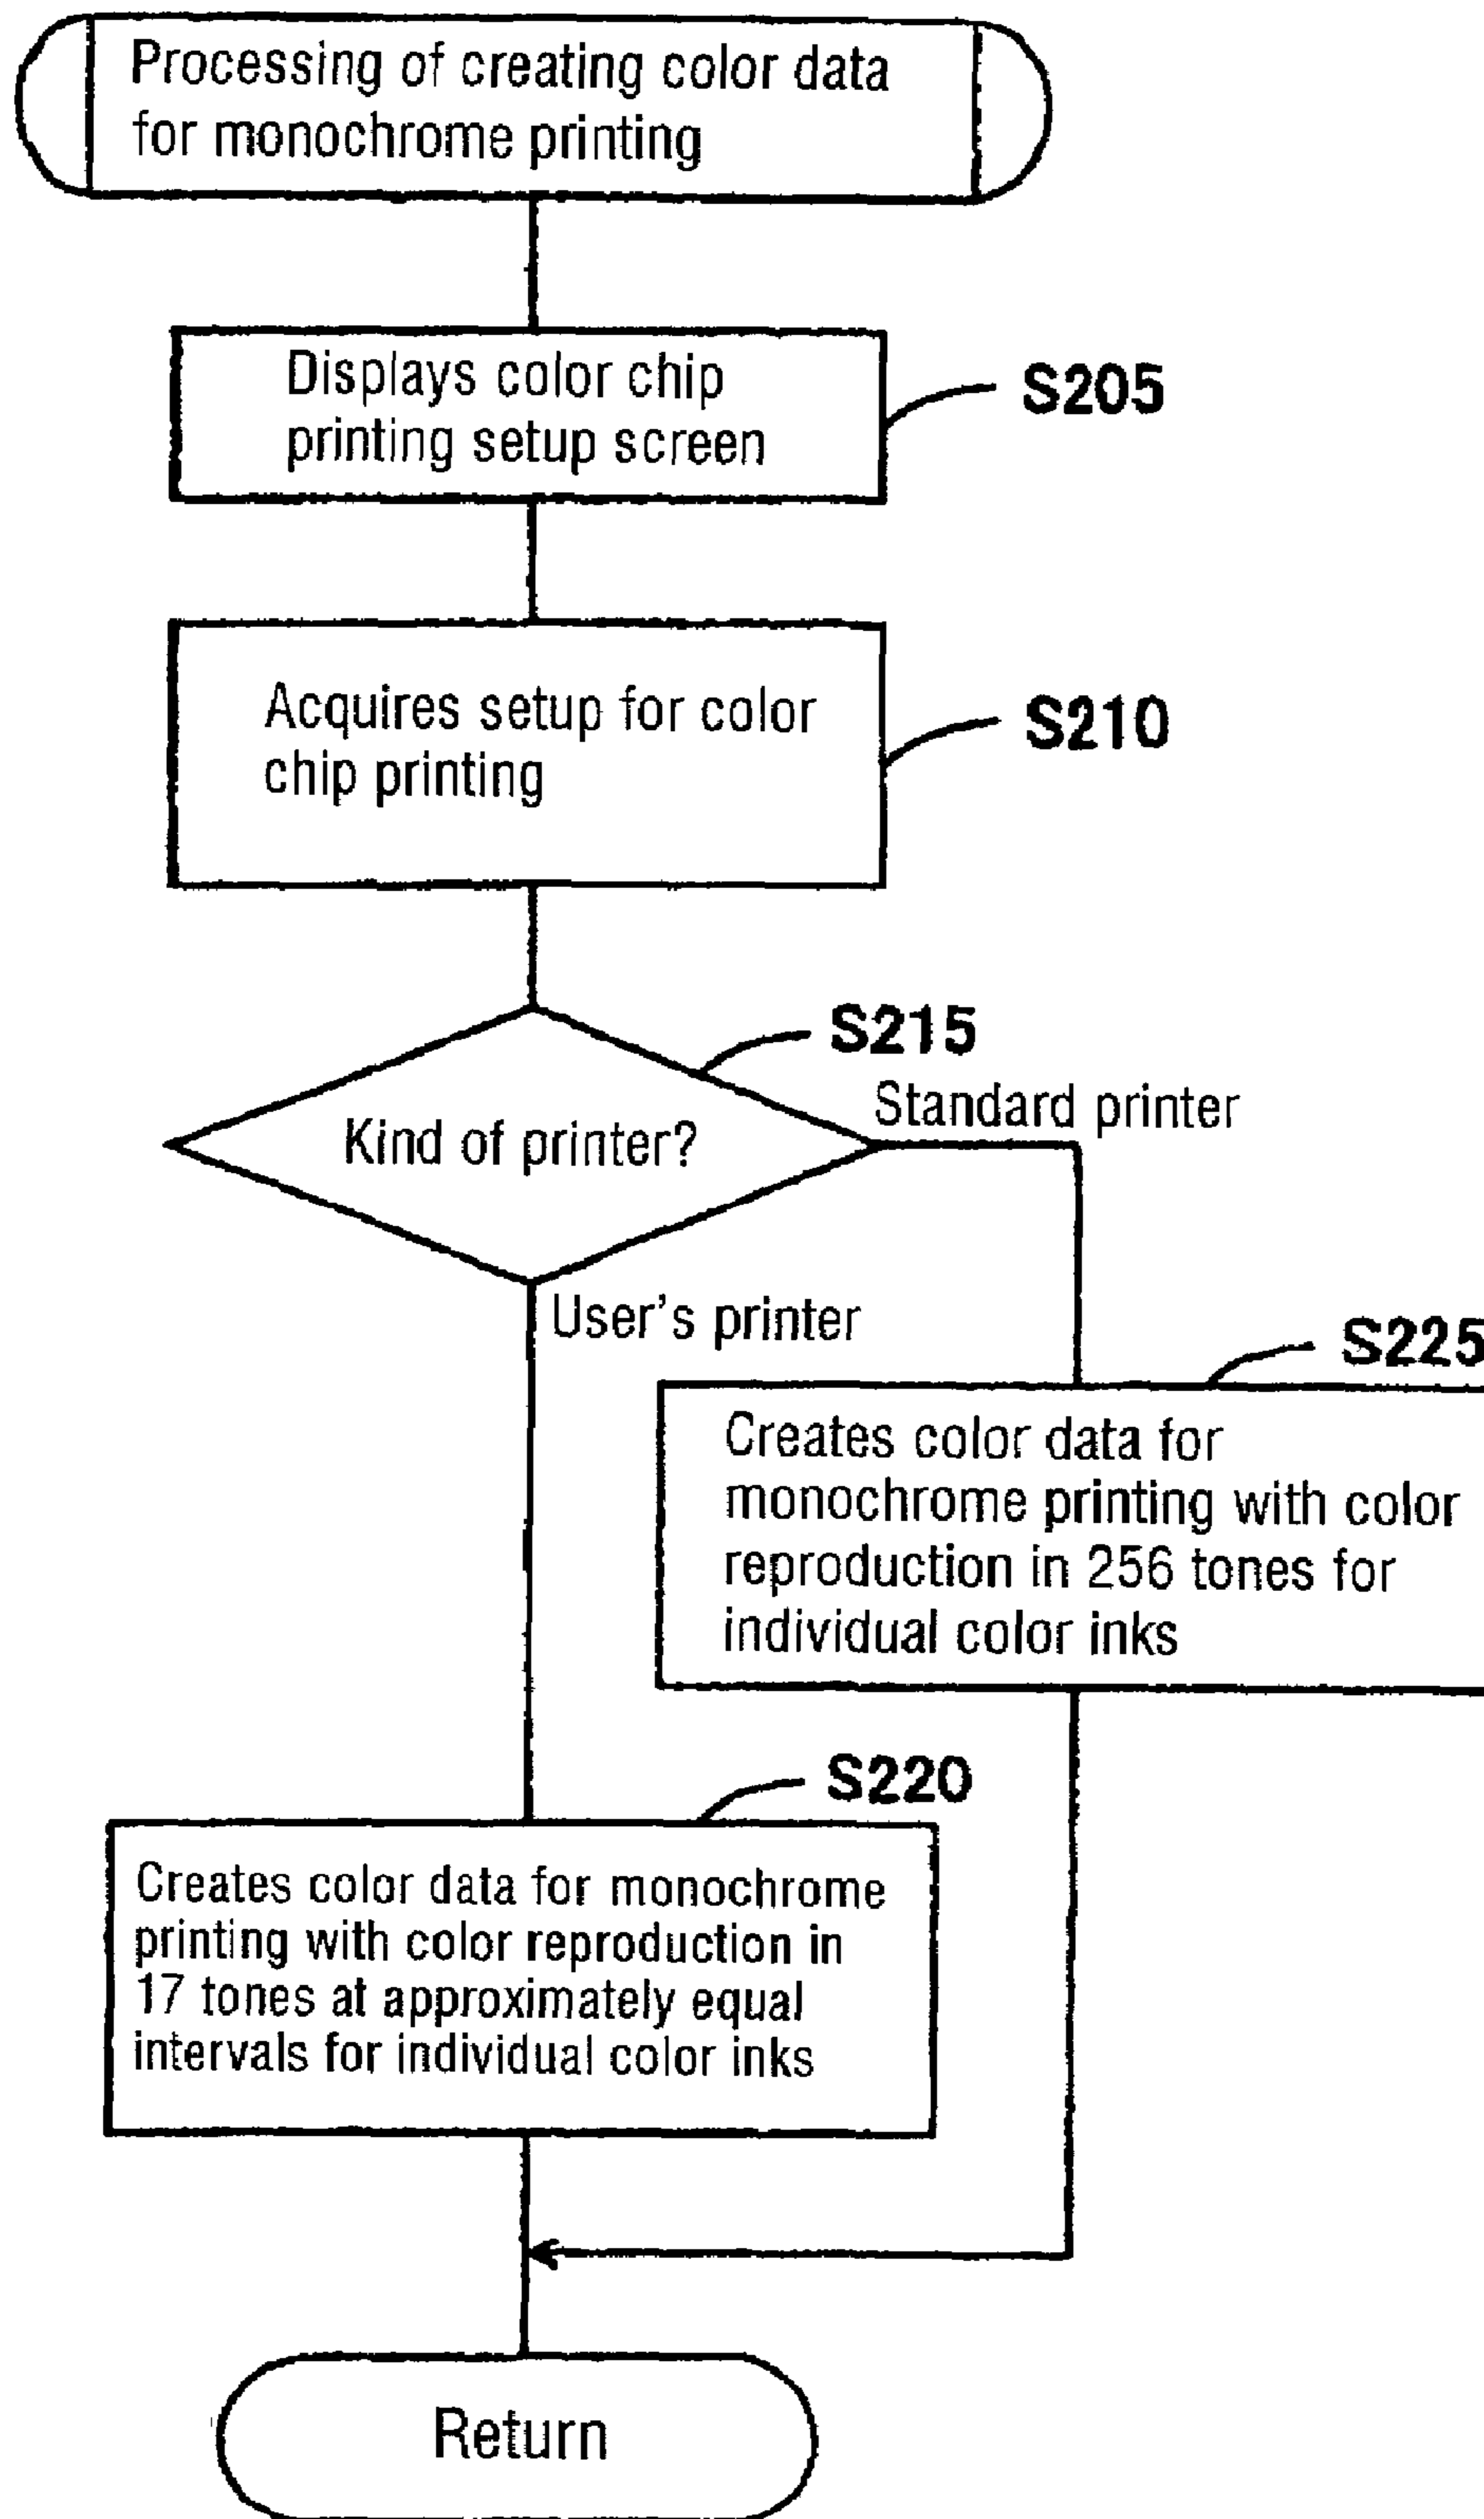 Processing of creating color data
for monochrome printing
Displays color chip
printing setup screen
S205
Acquires setup for color
chip printing
S210
S215
Kind of printer?
Standard printer
User's printer
S225
Creates color data for
monochrome printing with color
reproduction in 256 tones for
individual color inks
S220
Creates color data for monochrome
printing with color reproduction in
17 tones at approximately equal
intervals for individual color inks
Return